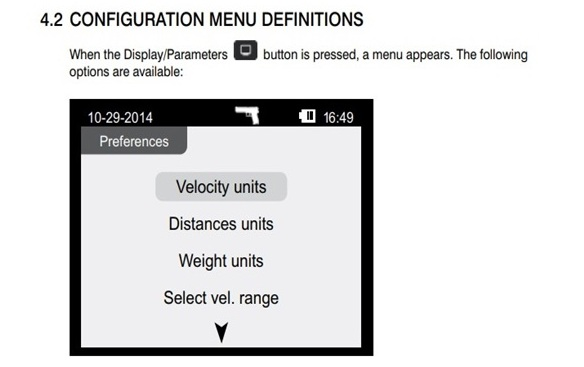 4.2 CONFIGURATION MENU DEFINITIONS
When the Display/Parameters button is pressed, a menu appears. The following
options are available:
10-29-2014 16:49
Preferences
Velocity units
Distances units
Weight units
Select vel. range